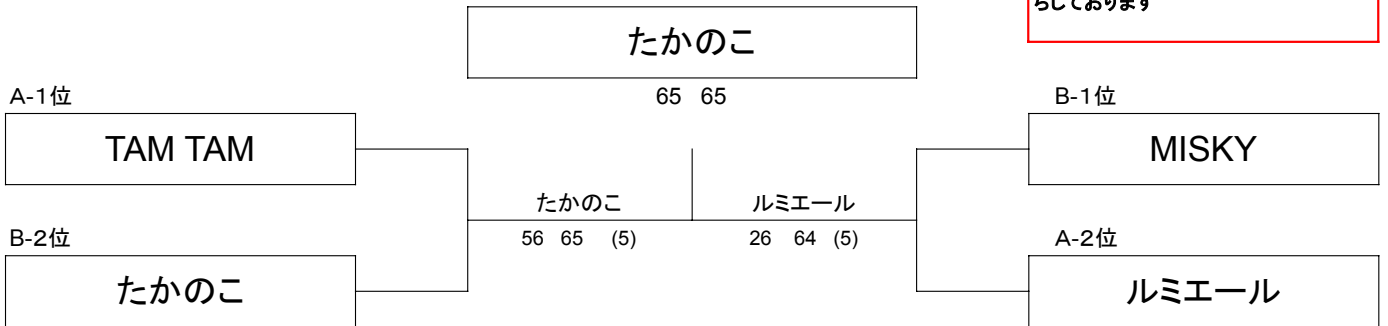 らしております
たかのこ
65 65
A-1位
B-1位
TAM TAM
MISKY
たかのこ
ルミエール
56 65 (5)
26 64 (5)
B-2位
A-2位
たかのこ
ルミエール